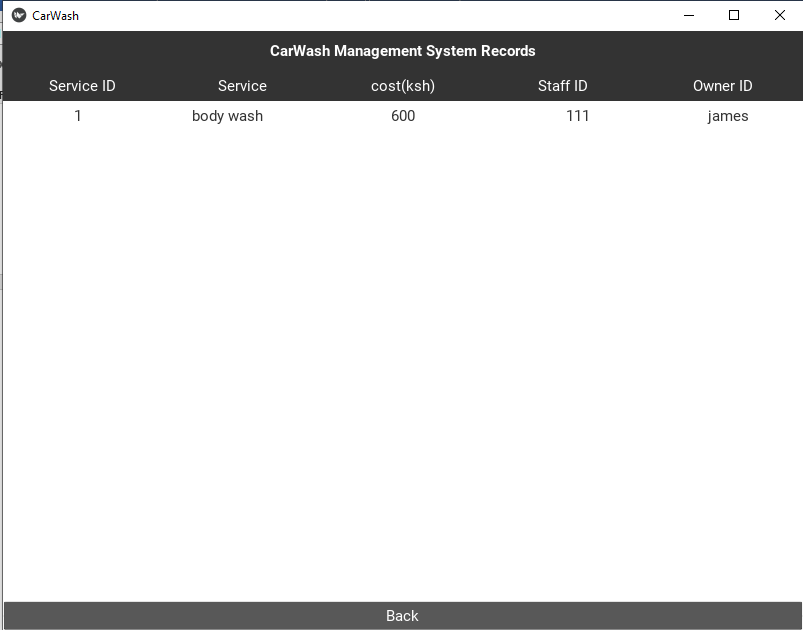 CarWash
CarWash Management System Records
Service ID Service cost(ksh) Staff ID Owner ID
1 body wash 600 111 james
Back